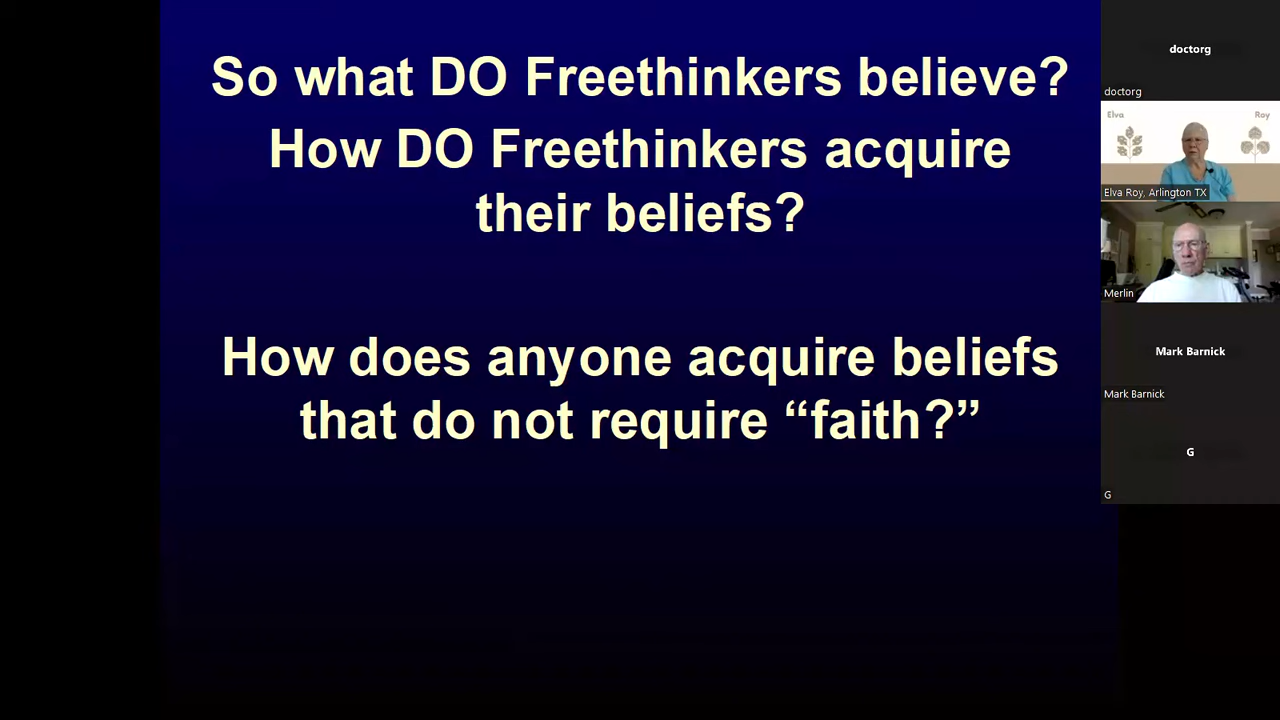 So what DO Freethinkers believe?
How DO Freethinkers acquire
their beliefs?
How does anyone acquire beliefs
that do not require “faith?”
doctorg
doctorg
Elva
Roy
Elva Roy, Arlington TX
Merlin
Mark Barnick
Mark Barnick
G
G